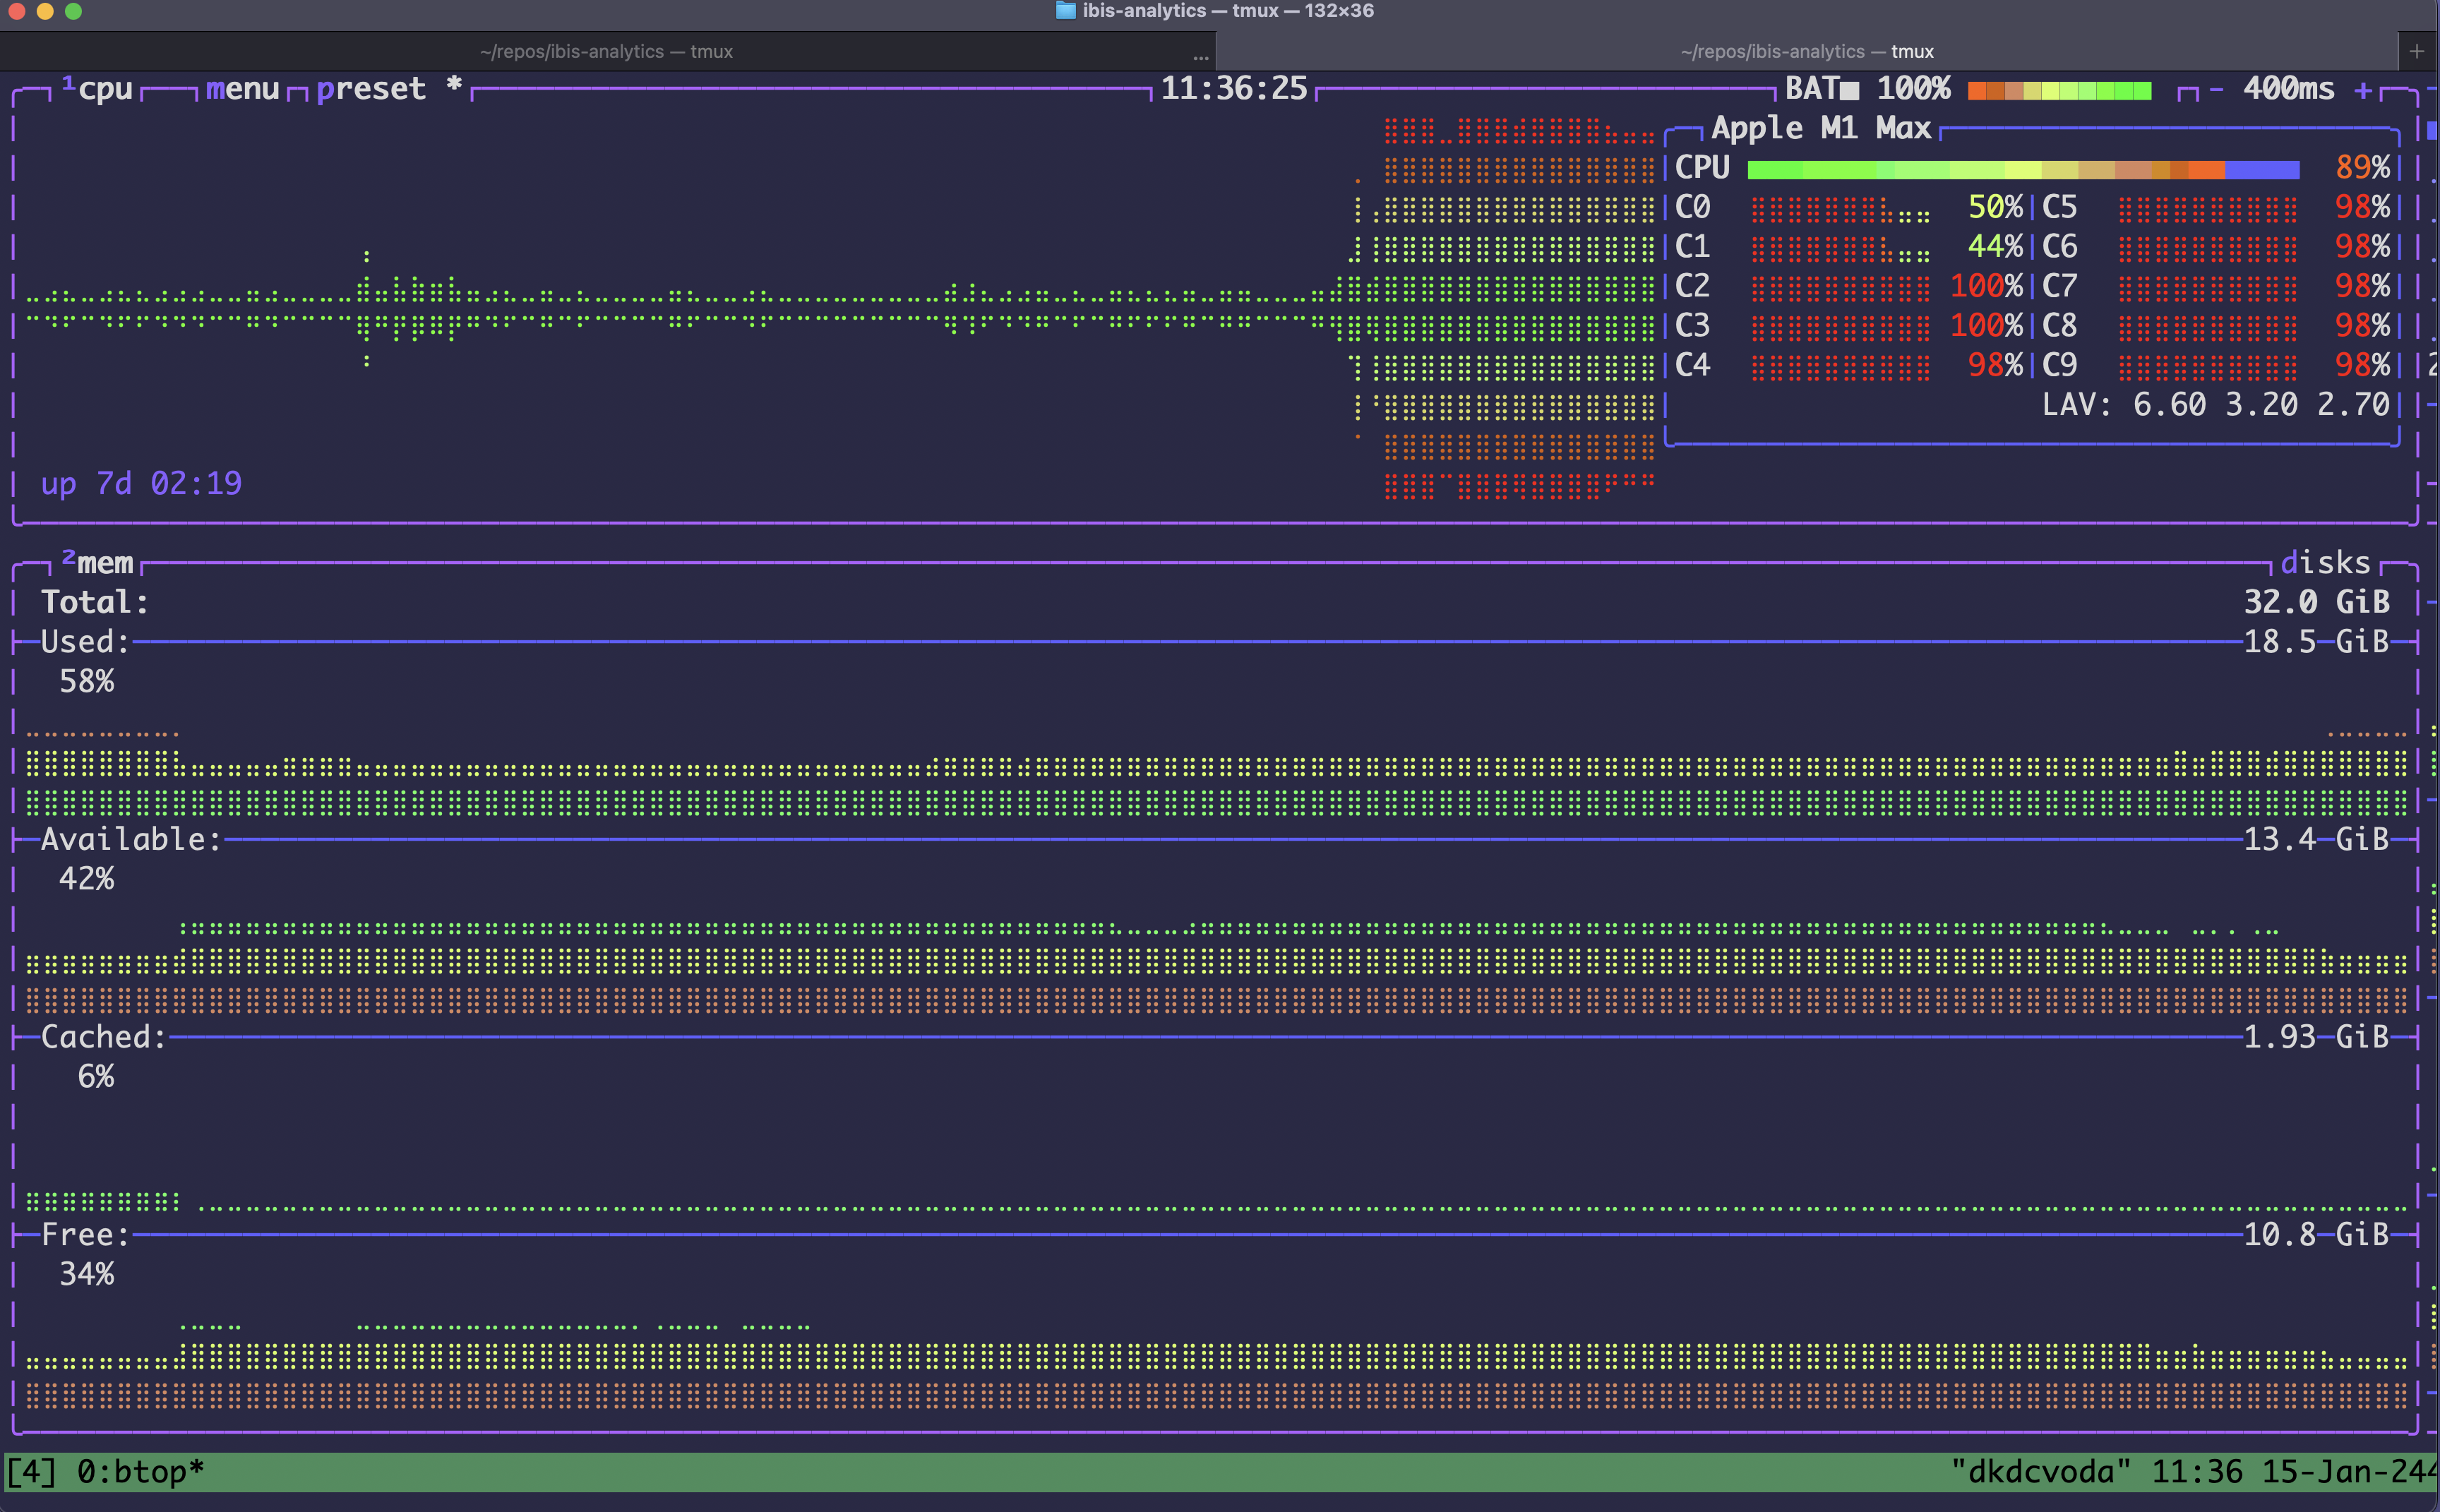 ibis-analytics — tmux — 132×36
~/repos/ibis-analytics — tmux ... ~/repos/ibis-analytics — tmux +
¹cpu menu preset * 11:36:25 BAT■ 100% - 400ms +
Apple M1 Max
CPU 89%
C0 50% C5 98%
C1 44% C6 98%
C2 100% C7 98%
C3 100% C8 98%
C4 98% C9 98%
LAV: 6.60 3.20 2.70
up 7d 02:19
²mem disks
Total: 32.0 GiB
Used: 18.5 GiB
58%
Available: 13.4 GiB
42%
Cached: 1.93 GiB
6%
Free: 10.8 GiB
34%
[4] 0:btop* "dkdcvoda" 11:36 15-Jan-244